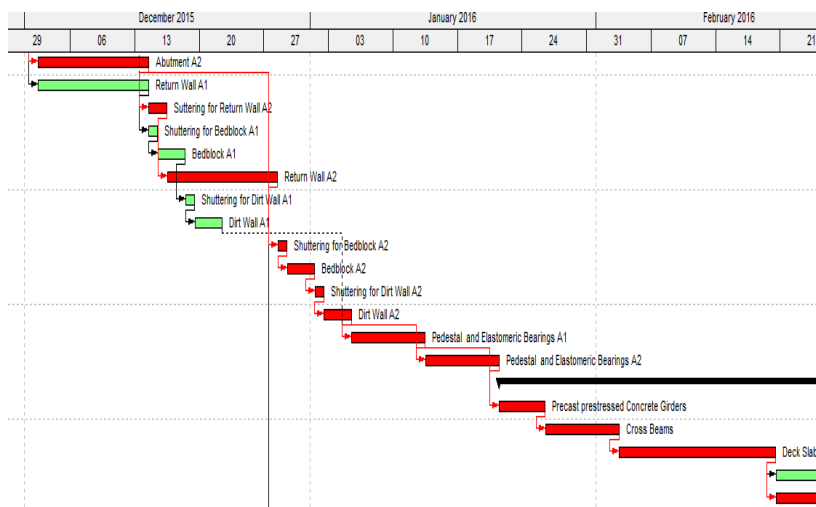 December 2015 January 2016 February 2016
29 06 13 20 27 03 10 17 24 31 07 14 21
Abutment A2
Return Wall A1
Suttering for Return Wall A2
Shuttering for Bedblock A1
Bedblock A1
Return Wall A2
Shuttering for Dirt Wall A1
Dirt Wall A1
Shuttering for Bedblock A2
Bedblock A2
Shuttering for Dirt Wall A2
Dirt Wall A2
Pedestal and Elastomeric Bearings A1
Pedestal and Elastomeric Bearings A2
Precast prestressed Concrete Girders
Cross Beams
Deck Slab